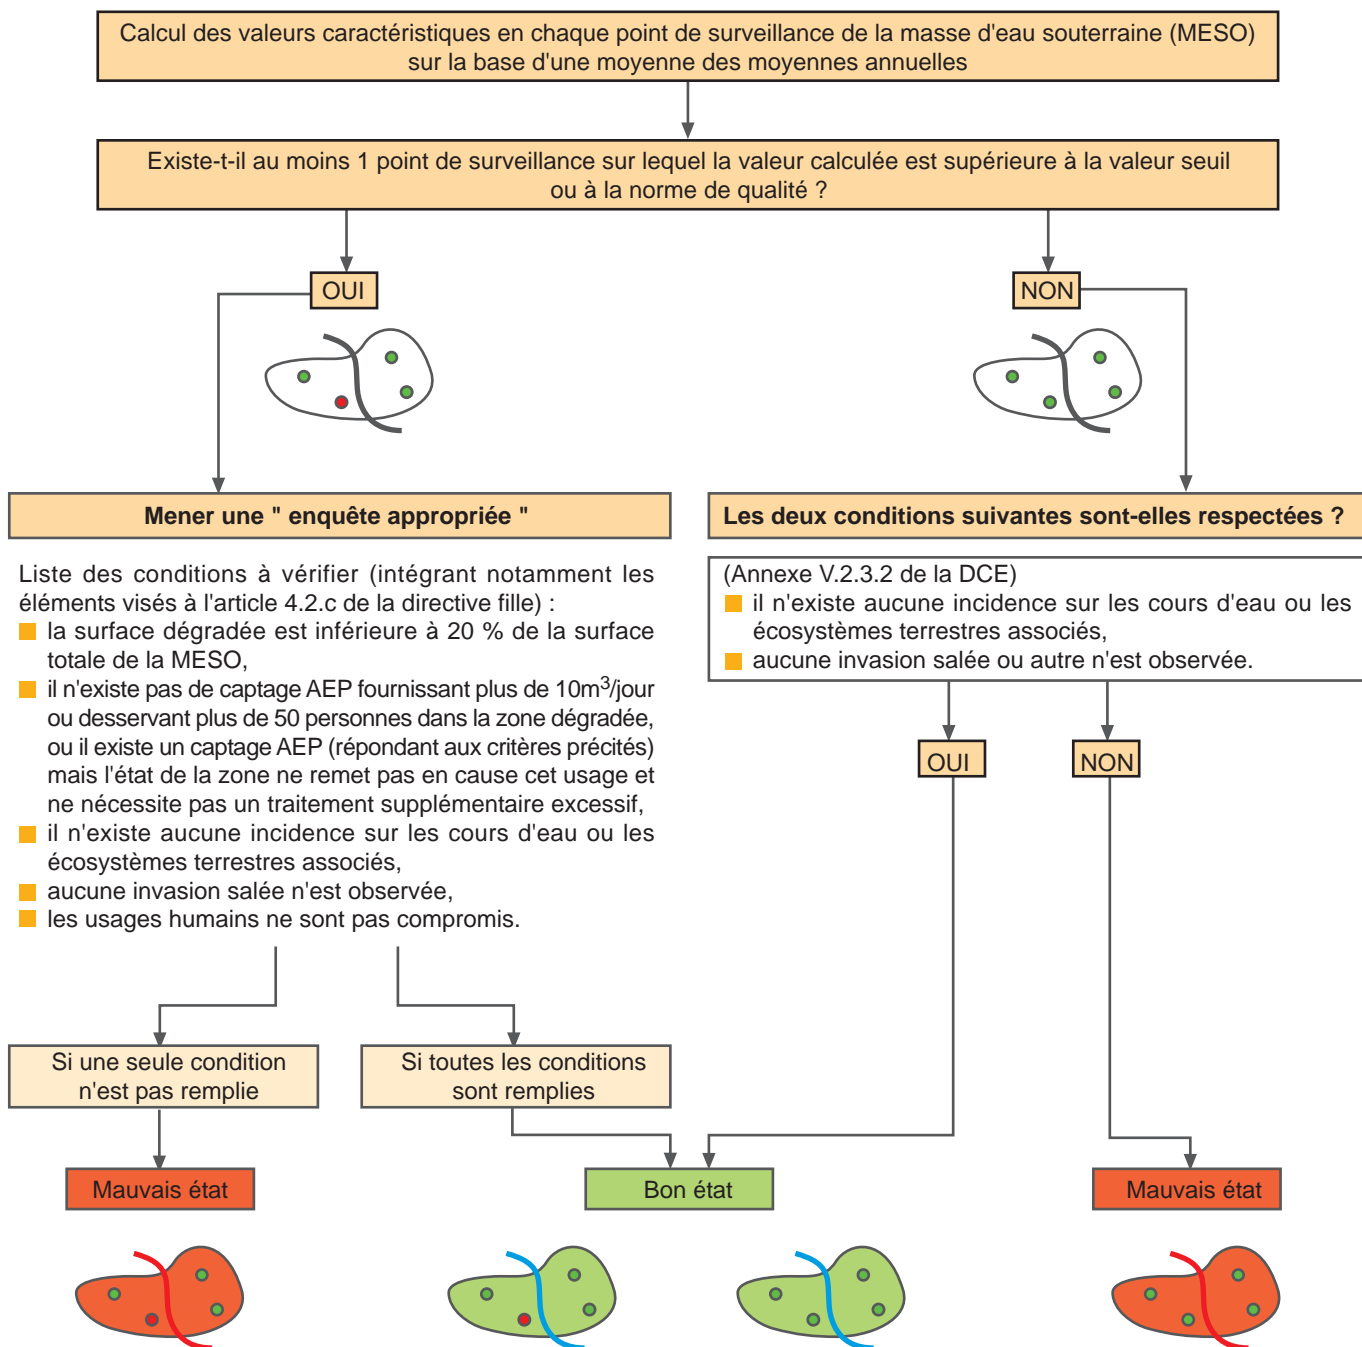 Calcul des valeurs caractéristiques en chaque point de surveillance de la masse d'eau souterraine (MESO)
sur la base d'une moyenne des moyennes annuelles
Existe-t-il au moins 1 point de surveillance sur lequel la valeur calculée est supérieure à la valeur seuil
ou à la norme de qualité ?
OUI
NON
Mener une " enquête appropriée "
Liste des conditions à vérifier (intégrant notamment les
éléments visés à l'article 4.2.c de la directive fille) :
la surface dégradée est inférieure à 20 % de la surface
totale de la MESO,
il n'existe pas de captage AEP fournissant plus de 10m³/jour
ou desservant plus de 50 personnes dans la zone dégradée,
ou il existe un captage AEP (répondant aux critères précités)
mais l'état de la zone ne remet pas en cause cet usage et
ne nécessite pas un traitement supplémentaire excessif,
il n'existe aucune incidence sur les cours d'eau ou les
écosystèmes terrestres associés,
aucune invasion salée n'est observée,
les usages humains ne sont pas compromis.
Les deux conditions suivantes sont-elles respectées ?
(Annexe V.2.3.2 de la DCE)
il n'existe aucune incidence sur les cours d'eau ou les
écosystèmes terrestres associés,
aucune invasion salée ou autre n'est observée.
OUI
NON
Si une seule condition
n'est pas remplie
Si toutes les conditions
sont remplies
Mauvais état
Bon état
Mauvais état